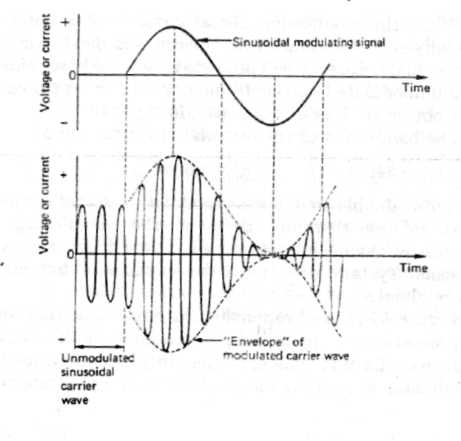 Voltage or current
+
0
–
Sinusoidal modulating signal
Time
Voltage or current
+
0
–
Time
Unmodulated
sinusoidal
carrier
wave
"Envelope" of
modulated carrier wave